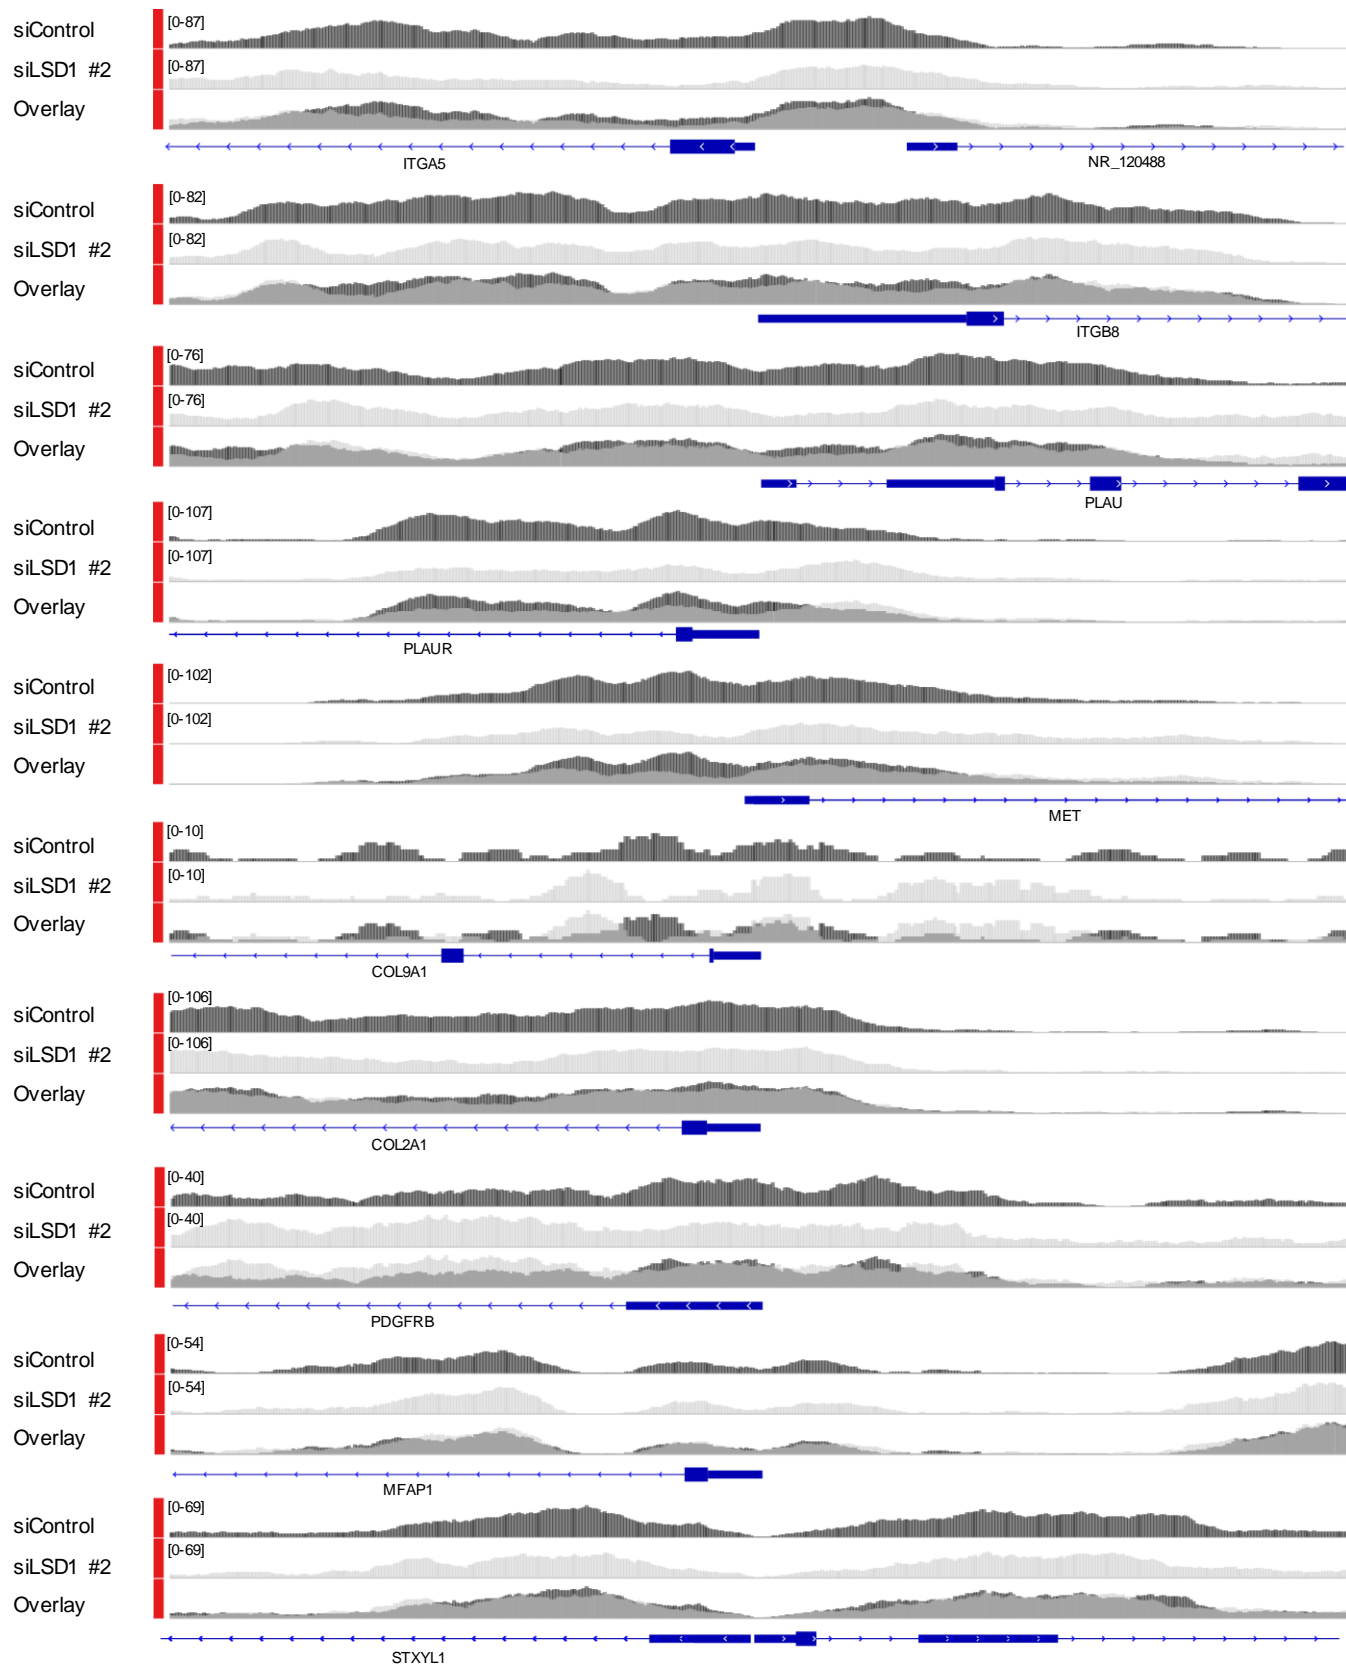 siControl [0-87]
siLSD1 #2 [0-87]
Overlay
ITGA5 NR_120488
siControl [0-82]
siLSD1 #2 [0-82]
Overlay
ITGB8
siControl [0-76]
siLSD1 #2 [0-76]
Overlay
PLAU
siControl [0-107]
siLSD1 #2 [0-107]
Overlay
PLAUR
siControl [0-102]
siLSD1 #2 [0-102]
Overlay
MET
siControl [0-10]
siLSD1 #2 [0-10]
Overlay
COL9A1
siControl [0-106]
siLSD1 #2 [0-106]
Overlay
COL2A1
siControl [0-40]
siLSD1 #2 [0-40]
Overlay
PDGFRB
siControl [0-54]
siLSD1 #2 [0-54]
Overlay
MFAP1
siControl [0-69]
siLSD1 #2 [0-69]
Overlay
STXYL1